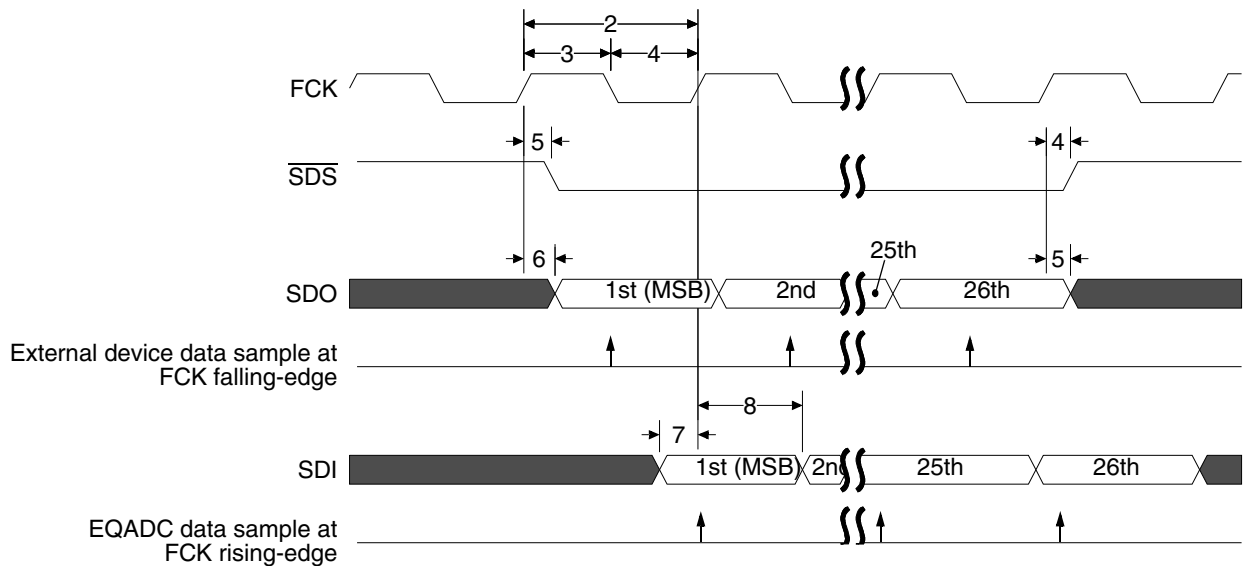 2
3 4
FCK
5 4
SDS
25th
6 5
SDO 1st (MSB) 2nd 26th
External device data sample at
FCK falling-edge
8
7
SDI 1st (MSB) 2nd 25th 26th
EQADC data sample at
FCK rising-edge